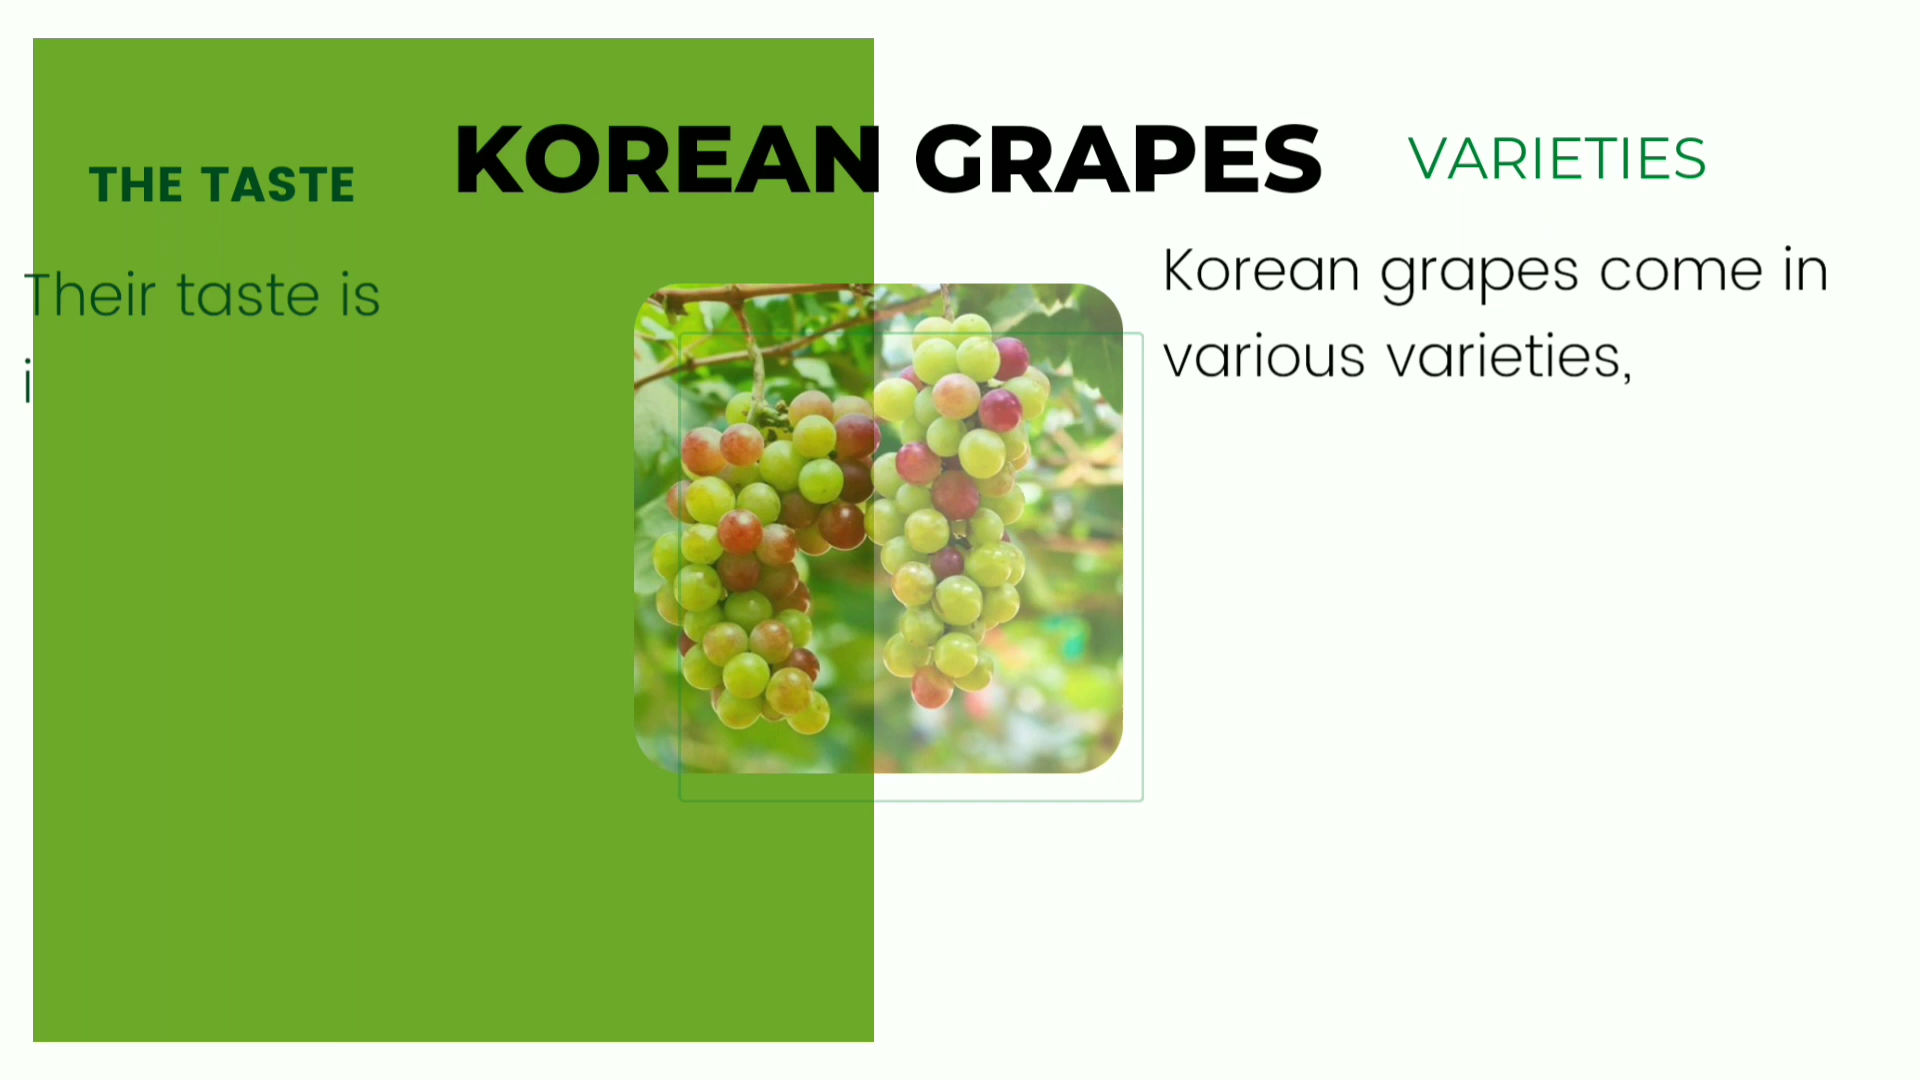 KOREAN GRAPES
THE TASTE
Their taste is
i
VARIETIES
Korean grapes come in
various varieties,